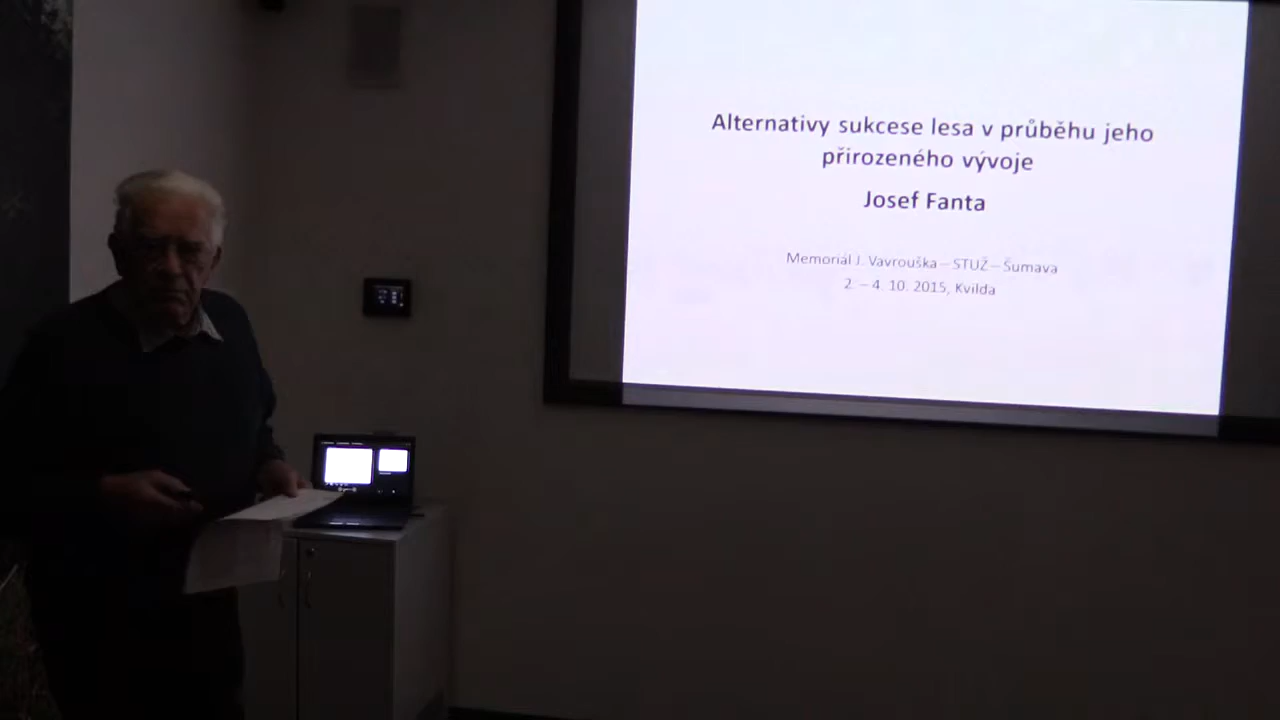 Alternativy sukcese lesa v průběhu jeho
přirozeného vývoje
Josef Fanta
Memoriál J. Vavrouška – STUŽ – Šumava
2. – 4. 10. 2015, Kvilda